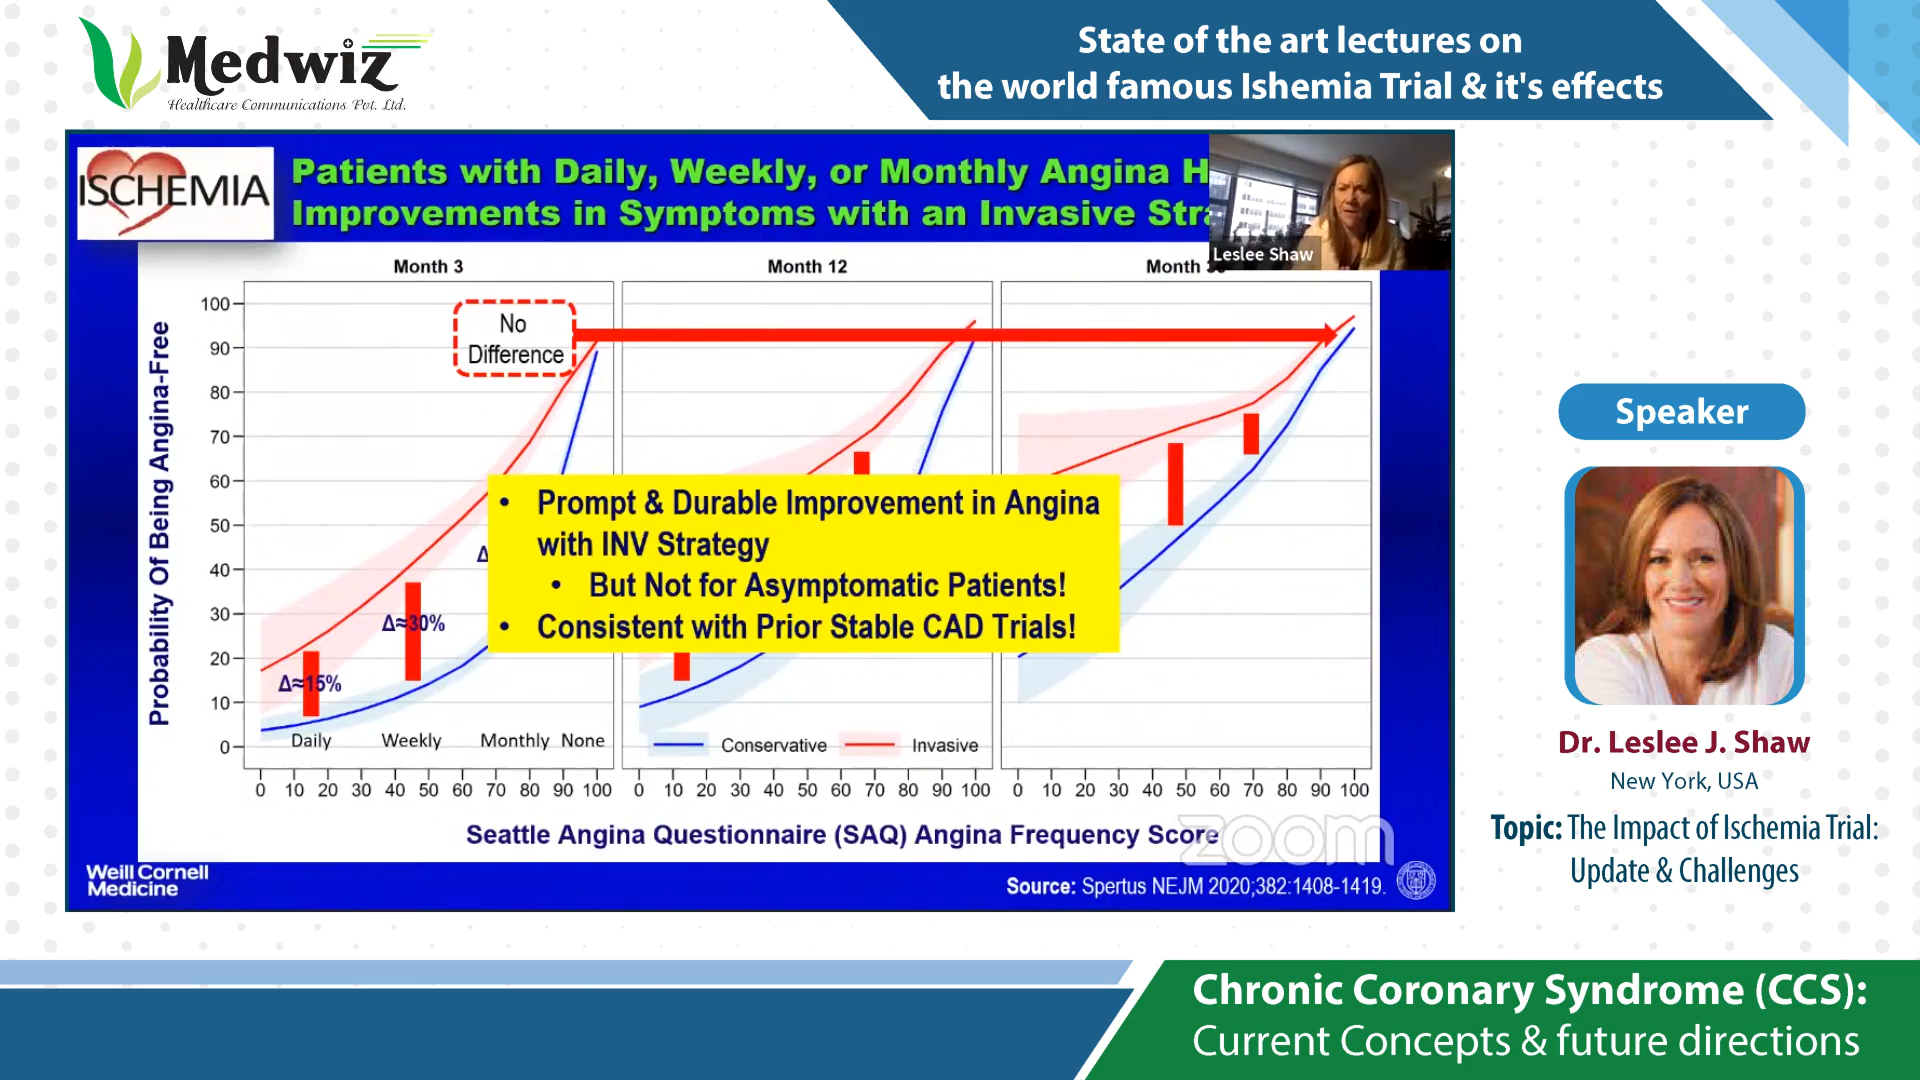 Medwiz
Healthcare Communications Pvt. Ltd.
State of the art lectures on
the world famous Ishemia Trial & it's effects
ISCHEMIA
Patients with Daily, Weekly, or Monthly Angina H
Improvements in Symptoms with an Invasive Stra
Leslee Shaw
Month 3
Month 12
Month
Probability Of Being Angina-Free
100
90
80
70
60
50
40
30
20
10
0
No
Difference
Δ≈15%
Δ≈30%
Δ
• Prompt & Durable Improvement in Angina
with INV Strategy
• But Not for Asymptomatic Patients!
• Consistent with Prior Stable CAD Trials!
Daily Weekly Monthly None
Conservative Invasive
0 10 20 30 40 50 60 70 80 90 100
0 10 20 30 40 50 60 70 80 90 100
0 10 20 30 40 50 60 70 80 90 100
Seattle Angina Questionnaire (SAQ) Angina Frequency Score
zoom
Weill Cornell
Medicine
Source: Spertus NEJM 2020;382:1408-1419.
Speaker
Dr. Leslee J. Shaw
New York, USA
Topic: The Impact of Ischemia Trial:
Update & Challenges
Chronic Coronary Syndrome (CCS):
Current Concepts & future directions